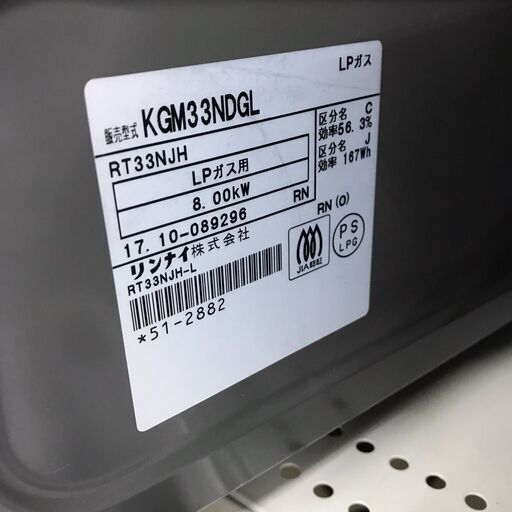 LPガス
販売型式 KGM33NDGL
RT33NJH
LPガス用
8.00kW
RN
17.10-089296
リンナイ株式会社
RT33NJH-L
*51-2882
区分名 C
効率56.3%
区分名 J
効率 167Wh
RN(O)
JIA認証
PS
LPG